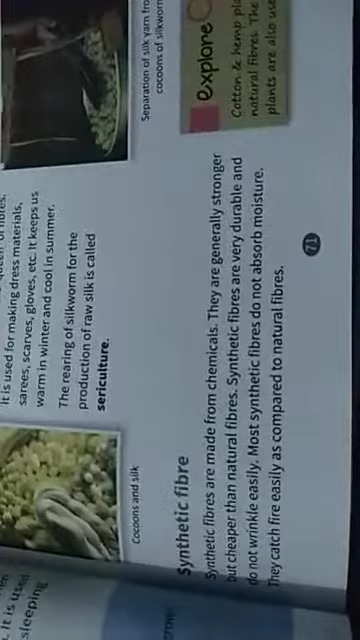 It is used for making dress materials,
sarees, scarves, gloves, etc. It keeps us
warm in winter and cool in summer.
The rearing of silkworm for the
production of raw silk is called
sericulture.
Separation of silk yarn
cocoons of silkworm
Cocoons and silk
Synthetic fibre
Synthetic fibres are made from chemicals. They are generally stronger
but cheaper than natural fibres. Synthetic fibres are very durable and
do not wrinkle easily. Most synthetic fibres do not absorb moisture.
They catch fire easily as compared to natural fibres.
explore
Cotton & hemp
natural fibres. The
plants are also
71
It is
sleeping